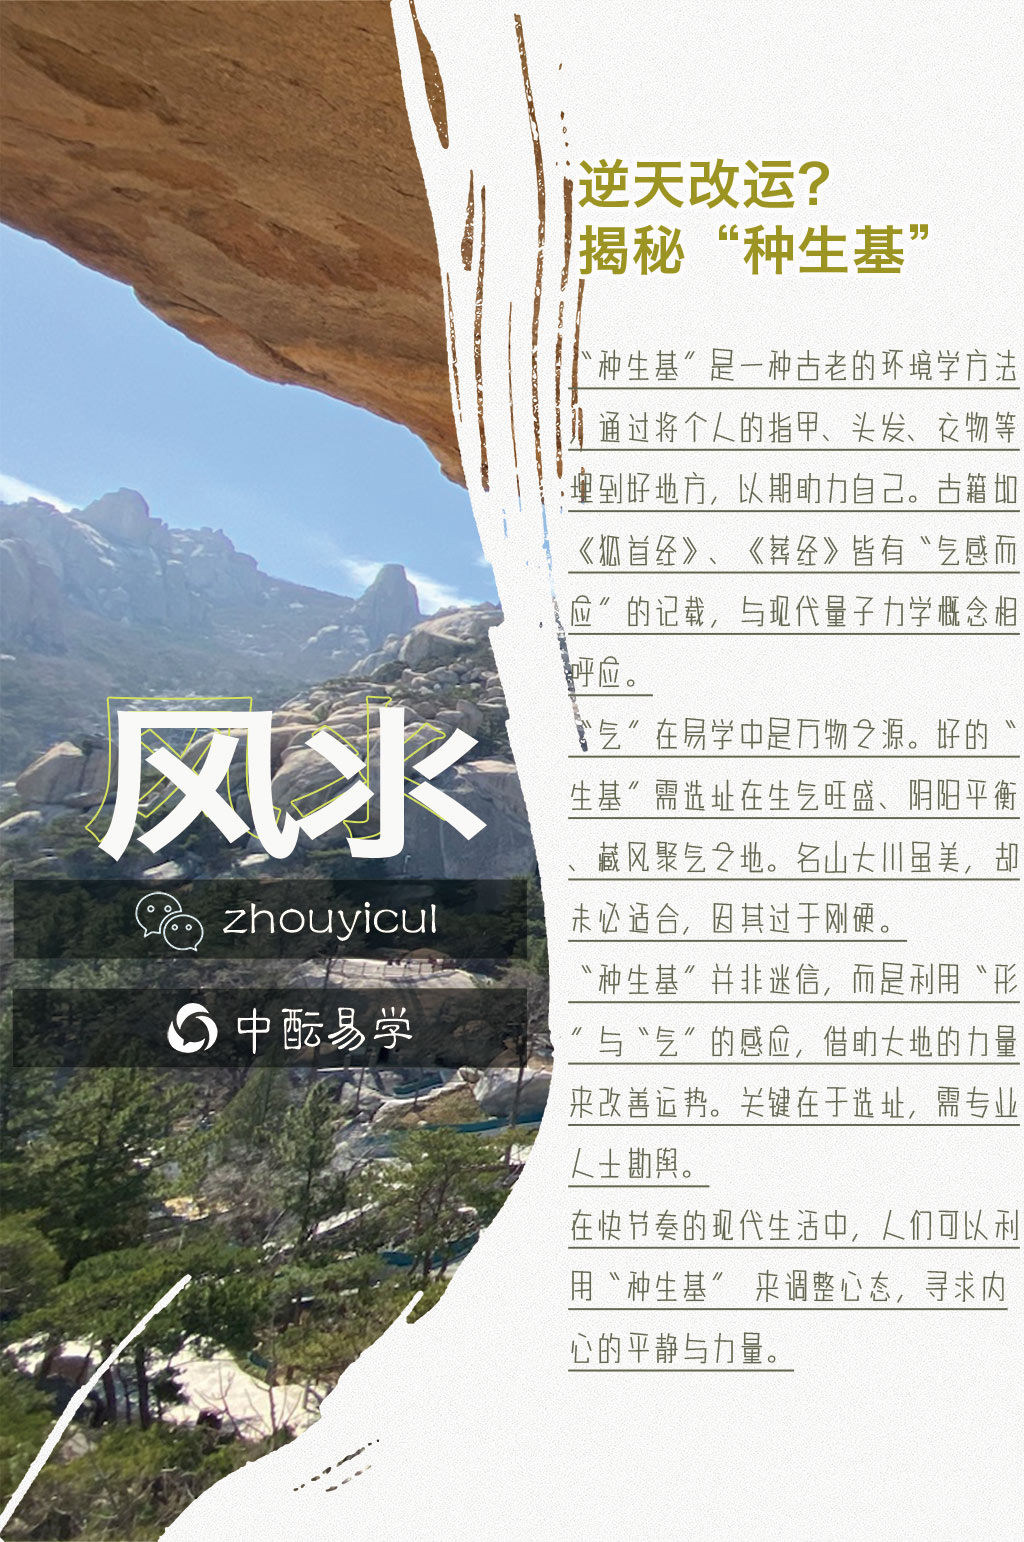 逆天改运？
揭秘“种生基”
“种生基”是一种古老的环境学方法
，通过将个人的指甲、头发、衣物等
埋到好地方，以期助力自己。古籍如
《狐首经》、《葬经》皆有“气感而
应”的记载，与现代量子力学概念相
呼应。
“气”在易学中是万物之源。好的“
生基”需选址在生气旺盛、阴阳平衡
、藏风聚气之地。名山大川虽美，却
未必适合，因其过于刚硬。
“种生基”并非迷信，而是利用“形
”与“气”的感应，借助大地的力量
来改善运势。关键在于选址，需专业
人士勘舆。
在快节奏的现代生活中，人们可以利
用“种生基” 来调整心态，寻求内
心的平静与力量。
风水
zhouyicul
中酝易学